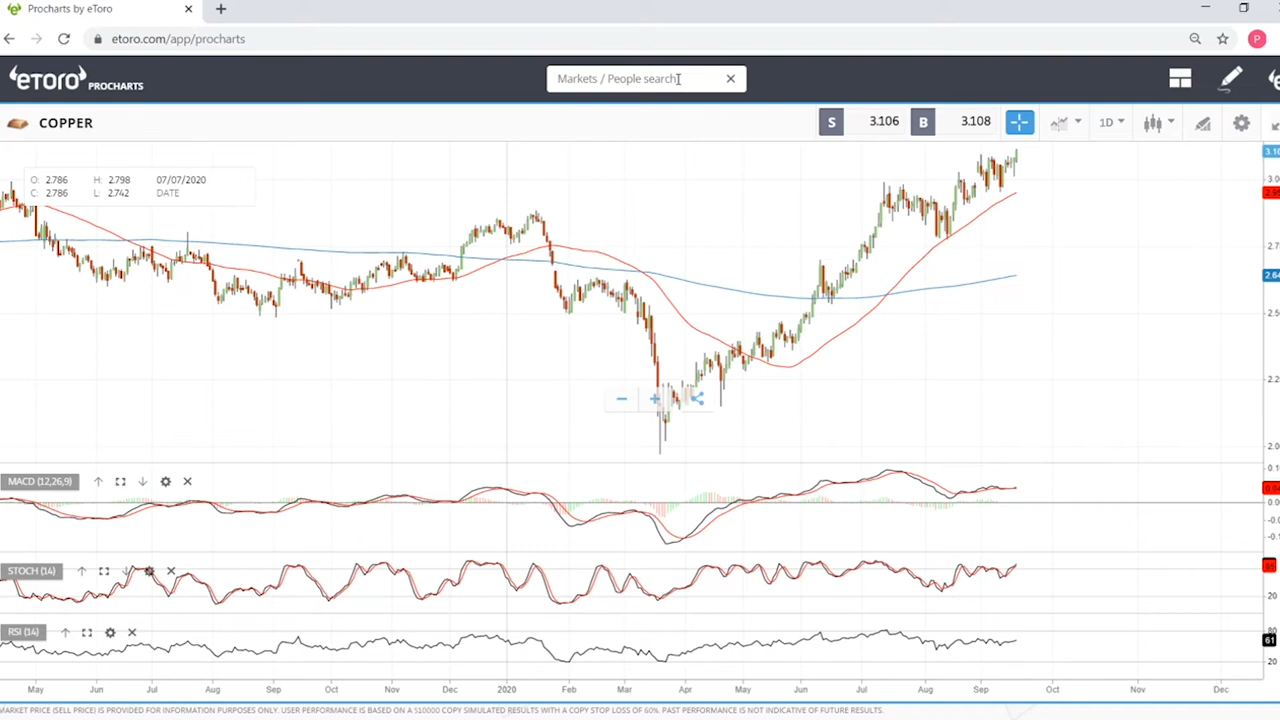 Procharts by eToro
etoro.com/app/procharts
P
eToro PROCHARTS
Markets / People search
COPPER
S 3.106 B 3.108
1D
O: 2.786 H: 2.798 07/07/2020
C: 2.786 L: 2.742 DATE
MACD (12,26,9)
STOCH (14)
20
RSI (14)
80
61
20
May Jun Jul Aug Sep Oct Nov Dec 2020 Feb Mar Apr May Jun Jul Aug Sep Oct Nov Dec
MARKET PRICE (SELL PRICE) IS PROVIDED FOR INFORMATION PURPOSES ONLY. USER PERFORMANCE IS BASED ON A $10000 COPY SIMULATED RESULTS WITH A COPY STOP LOSS OF 60%. PAST PERFORMANCE IS NOT INDICATIVE OF FUTURE RESULTS.